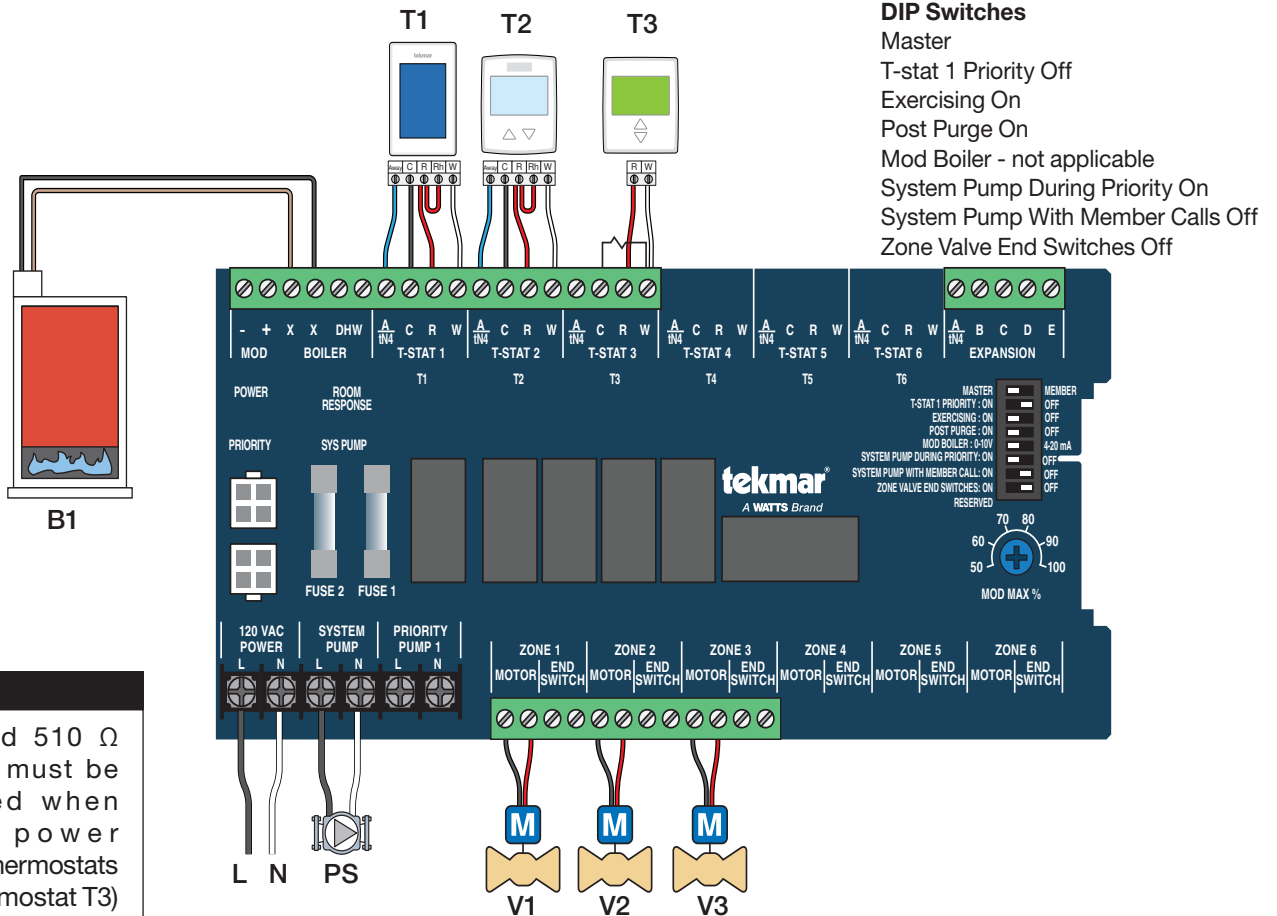 T1 T2 T3
DIP Switches
Master
T-stat 1 Priority Off
Exercising On
Post Purge On
Mod Boiler - not applicable
System Pump During Priority On
System Pump With Member Calls Off
Zone Valve End Switches Off
tekmar
Away C R Rh W
Away C R Rh W
R W
B1
- + X X DHW A/tN4 C R W A/tN4 C R W A/tN4 C R W A/tN4 C R W A/tN4 C R W A/tN4 C R W A/tN4 B C D E
MOD BOILER T-STAT 1 T-STAT 2 T-STAT 3 T-STAT 4 T-STAT 5 T-STAT 6 EXPANSION
T1 T2 T3 T4 T5 T6
POWER ROOM RESPONSE
PRIORITY SYS PUMP
MASTER MEMBER
T-STAT 1 PRIORITY : ON OFF
EXERCISING : ON OFF
POST PURGE : ON OFF
MOD BOILER : 0-10V 4-20 mA
SYSTEM PUMP DURING PRIORITY: ON OFF
SYSTEM PUMP WITH MEMBER CALL: ON OFF
ZONE VALVE END SWITCHES: ON OFF
RESERVED
tekmar®
A WATTS Brand
50 60 70 80 90 100
MOD MAX %
FUSE 2 FUSE 1
120 VAC POWER SYSTEM PUMP PRIORITY PUMP 1
L N L N L N
ZONE 1 ZONE 2 ZONE 3 ZONE 4 ZONE 5 ZONE 6
MOTOR END SWITCH MOTOR END SWITCH MOTOR END SWITCH MOTOR END SWITCH MOTOR END SWITCH MOTOR END SWITCH
M M M
L N PS
V1 V2 V3
d 510 Ω
must be
ed when
power
hermostats
mostat T3)